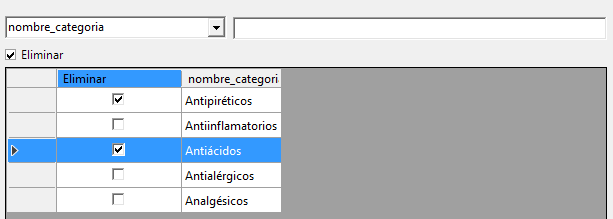 nombre_categoria
Eliminar
Eliminar nombre_categori
Antipiréticos
Antiinflamatorios
Antiácidos
Antialérgicos
Analgésicos